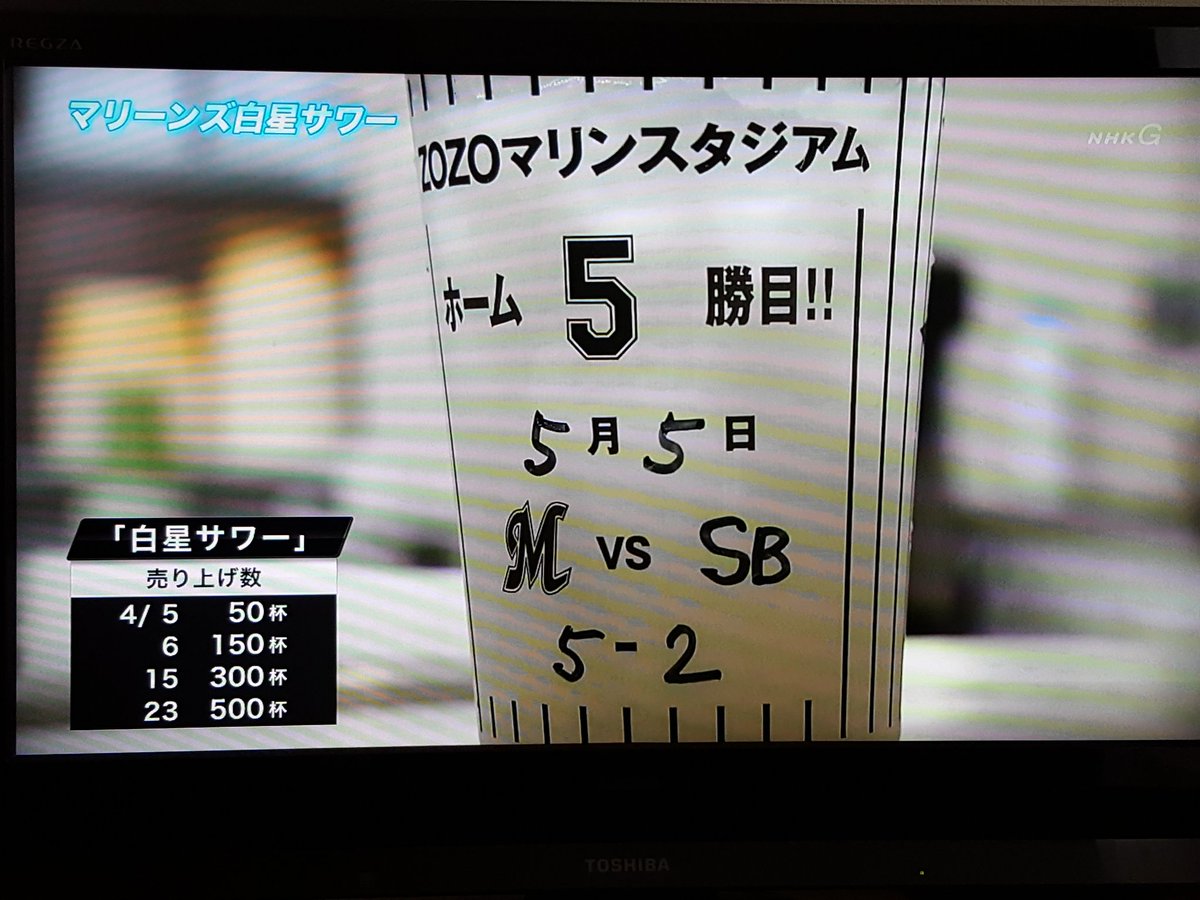 REGZA
マリーンズ白星サワー
NHK G
ZOZOマリンスタジアム
ホーム 5 勝目!!
5月5日
M VS SB
5-2
「白星サワー」
売り上げ数
4/ 5 50杯
6 150杯
15 300杯
23 500杯
TOSHIBA